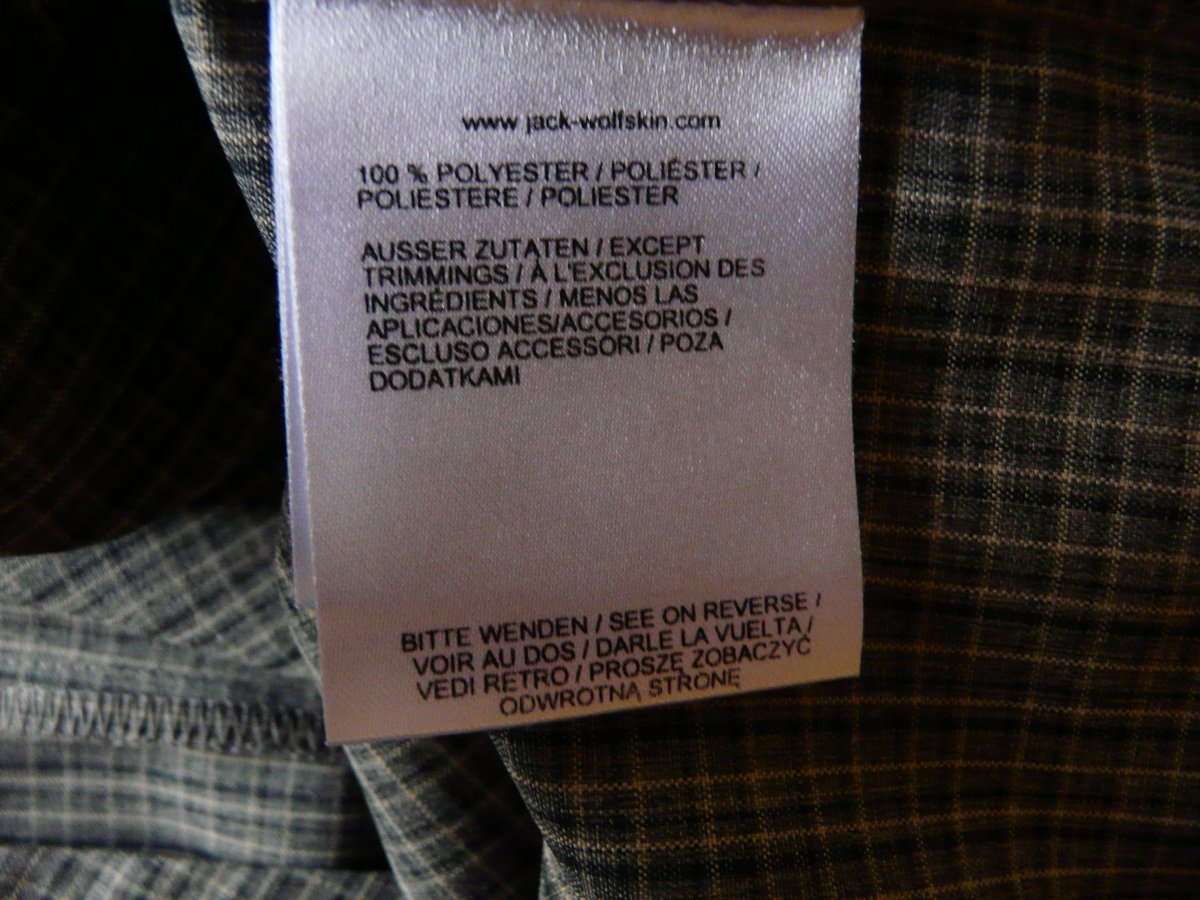 www.jack-wolfskin.com
100 % POLYESTER / POLIÉSTER /
POLIESTERE / POLIESTER
AUSSER ZUTATEN / EXCEPT
TRIMMINGS / À L'EXCLUSION DES
INGRÉDIENTS / MENOS LAS
APLICACIONES/ACCESORIOS /
ESCLUSO ACCESSORI / POZA
DODATKAMI
BITTE WENDEN / SEE ON REVERSE /
VOIR AU DOS / DARLE LA VUELTA /
VEDI RETRO / PROSZĘ ZOBACZYĆ
ODWROTNĄ STRONĘ